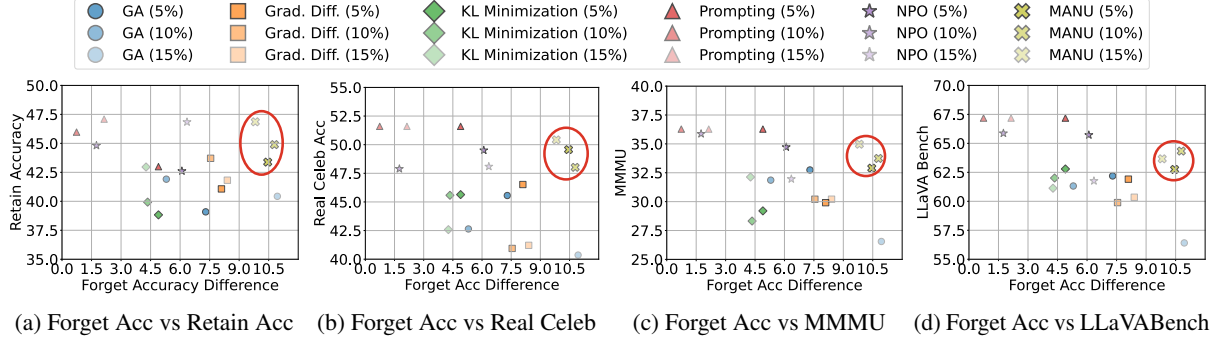 GA (5%) Grad. Diff. (5%) KL Minimization (5%) Prompting (5%) NPO (5%) MANU (5%)
GA (10%) Grad. Diff. (10%) KL Minimization (10%) Prompting (10%) NPO (10%) MANU (10%)
GA (15%) Grad. Diff. (15%) KL Minimization (15%) Prompting (15%) NPO (15%) MANU (15%)
Retain Accuracy
50.0
47.5
45.0
42.5
40.0
37.5
35.0
0.0 1.5 3.0 4.5 6.0 7.5 9.0 10.5
Forget Accuracy Difference
Real Celeb Acc
55.0
52.5
50.0
47.5
45.0
42.5
40.0
0.0 1.5 3.0 4.5 6.0 7.5 9.0 10.5
Forget Acc Difference
MMMU
40.0
37.5
35.0
32.5
30.0
27.5
25.0
0.0 1.5 3.0 4.5 6.0 7.5 9.0 10.5
Forget Acc Difference
LLaVA Bench
70.0
67.5
65.0
62.5
60.0
57.5
55.0
0.0 1.5 3.0 4.5 6.0 7.5 9.0 10.5
Forget Acc Difference
(a) Forget Acc vs Retain Acc
(b) Forget Acc vs Real Celeb
(c) Forget Acc vs MMMU
(d) Forget Acc vs LLaVABench